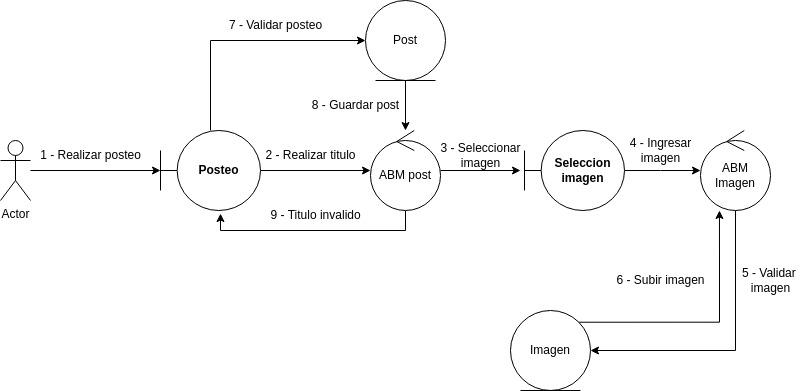 7 - Validar posteo
Post
8 - Guardar post
1 - Realizar posteo
Posteo
2 - Realizar titulo
ABM post
3 - Seleccionar
imagen
Seleccion
imagen
4 - Ingresar
imagen
ABM
Imagen
Actor
9 - Titulo invalido
6 - Subir imagen
5 - Validar
imagen
Imagen